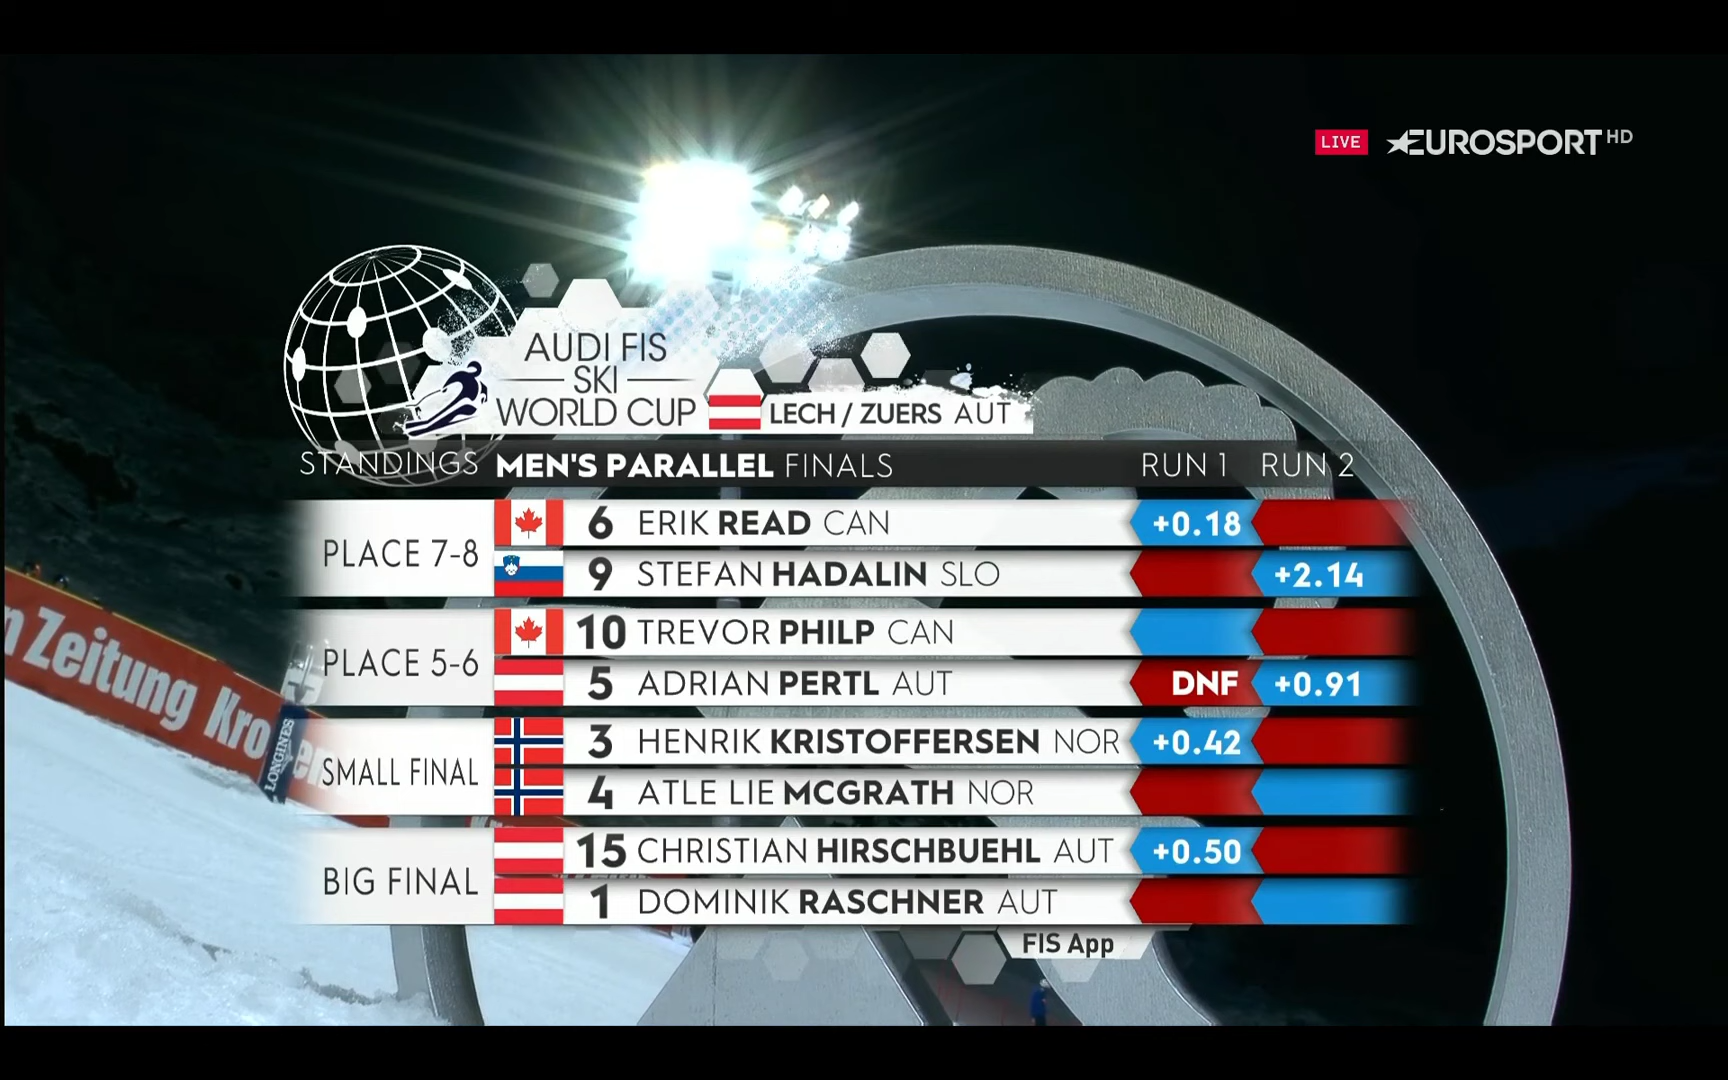 LIVE EUROSPORT HD
AUDI FIS
SKI
WORLD CUP
LECH / ZUERS AUT
STANDINGS MEN'S PARALLEL FINALS RUN 1 RUN 2
PLACE 7-8
6 ERIK READ CAN +0.18
9 STEFAN HADALIN SLO +2.14
PLACE 5-6
10 TREVOR PHILP CAN
5 ADRIAN PERTL AUT DNF +0.91
SMALL FINAL
3 HENRIK KRISTOFFERSEN NOR +0.42
4 ATLE LIE MCGRATH NOR
BIG FINAL
15 CHRISTIAN HIRSCHBUEHL AUT +0.50
1 DOMINIK RASCHNER AUT
FIS App
Zeitung
LONGINES